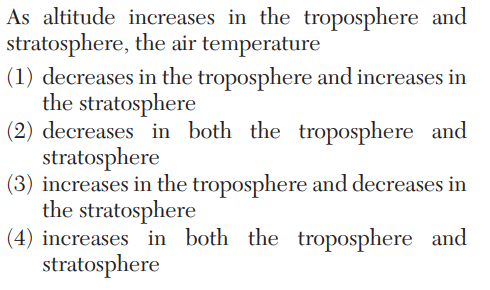 As altitude increases in the troposphere and
stratosphere, the air temperature
(1) decreases in the troposphere and increases in
the stratosphere
(2) decreases in both the troposphere and
stratosphere
(3) increases in the troposphere and decreases in
the stratosphere
(4) increases in both the troposphere and
stratosphere